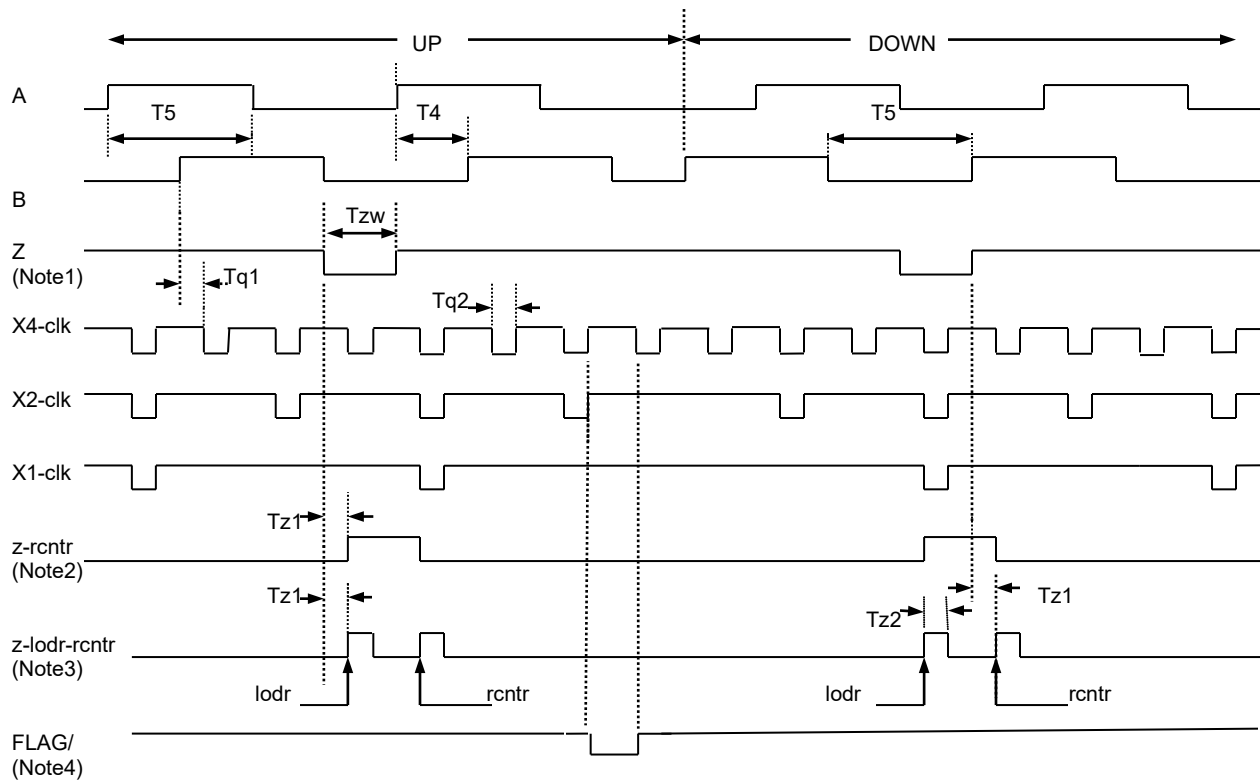 UP
DOWN
A
T5
T4
T5
B
Tzw
Z
(Note1)
Tq1
Tq2
X4-clk
X2-clk
X1-clk
Tz1
z-rcntr
(Note2)
Tz1
Tz2
Tz1
z-lodr-rcntr
(Note3)
lodr
rcntr
lodr
rcntr
FLAG/
(Note4)